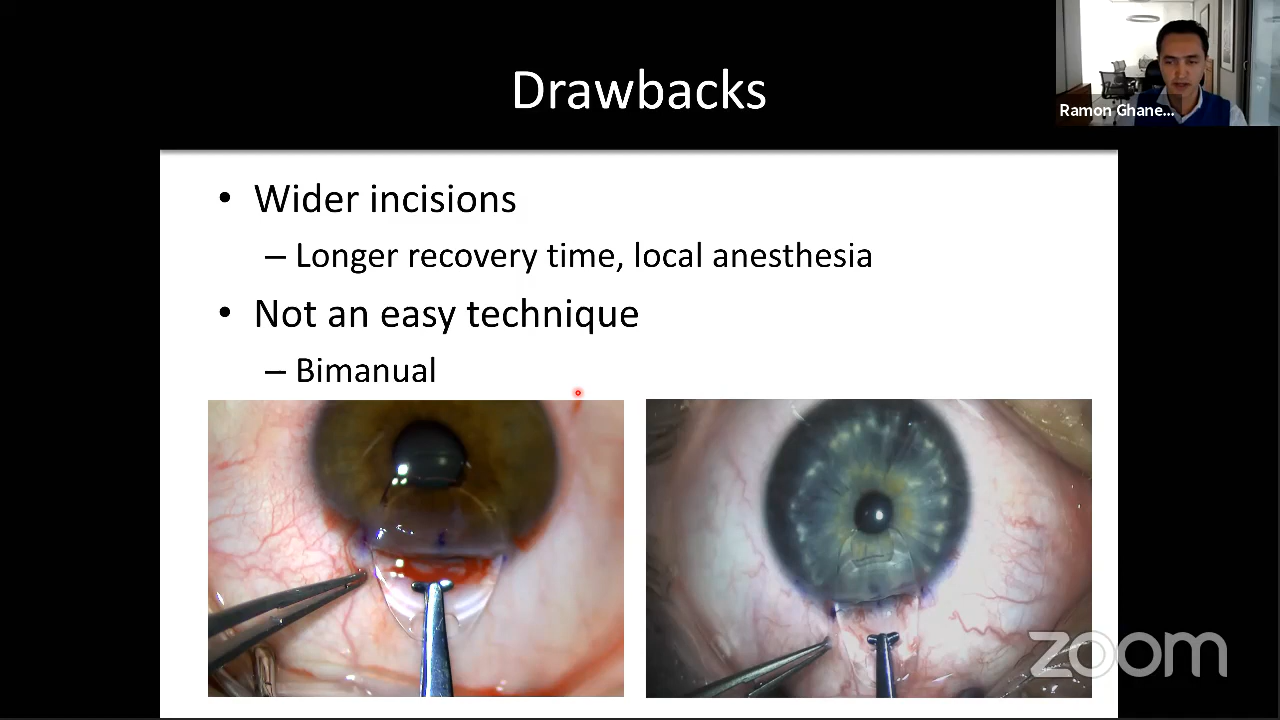 Drawbacks
Ramon Ghane...
• Wider incisions
– Longer recovery time, local anesthesia
• Not an easy technique
– Bimanual
zoom